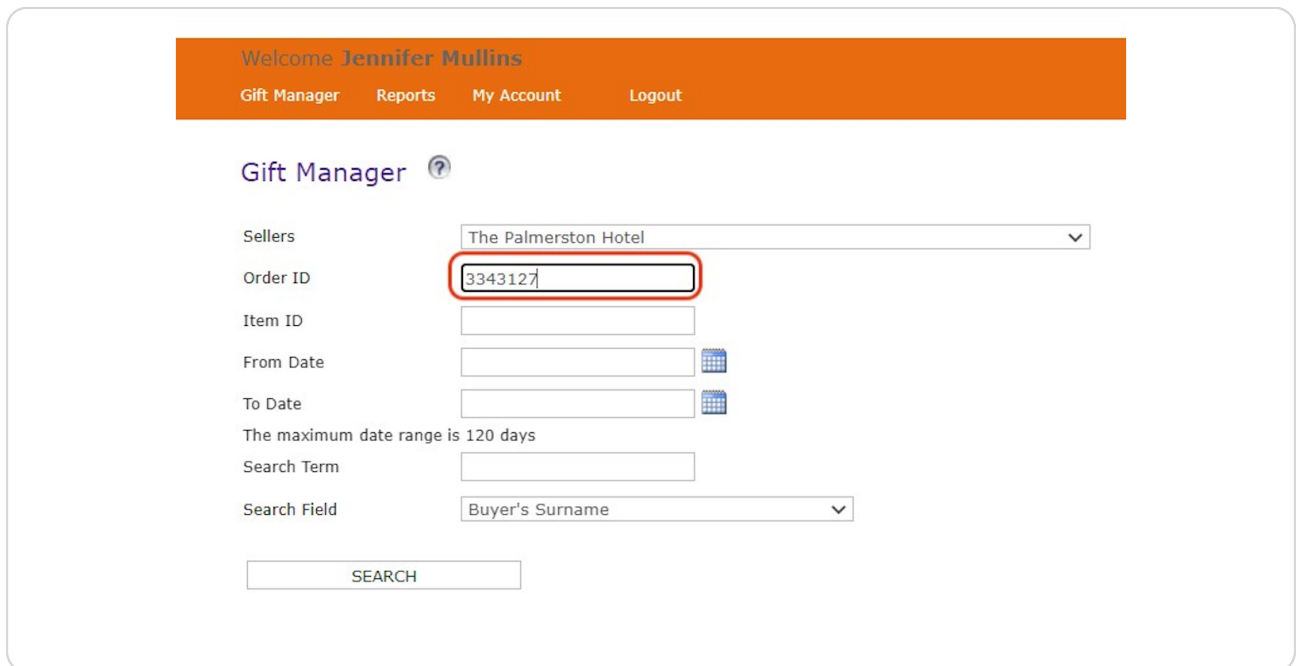 Welcome Jennifer Mullins
Gift Manager Reports My Account Logout
Gift Manager ?
Sellers The Palmerston Hotel
Order ID 3343127
Item ID
From Date
To Date
The maximum date range is 120 days
Search Term
Search Field Buyer's Surname
SEARCH